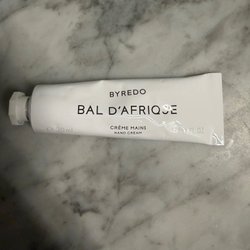 BYREDO
BAL D'AFRIQUE
CRÈME MAINS
HAND CREAM